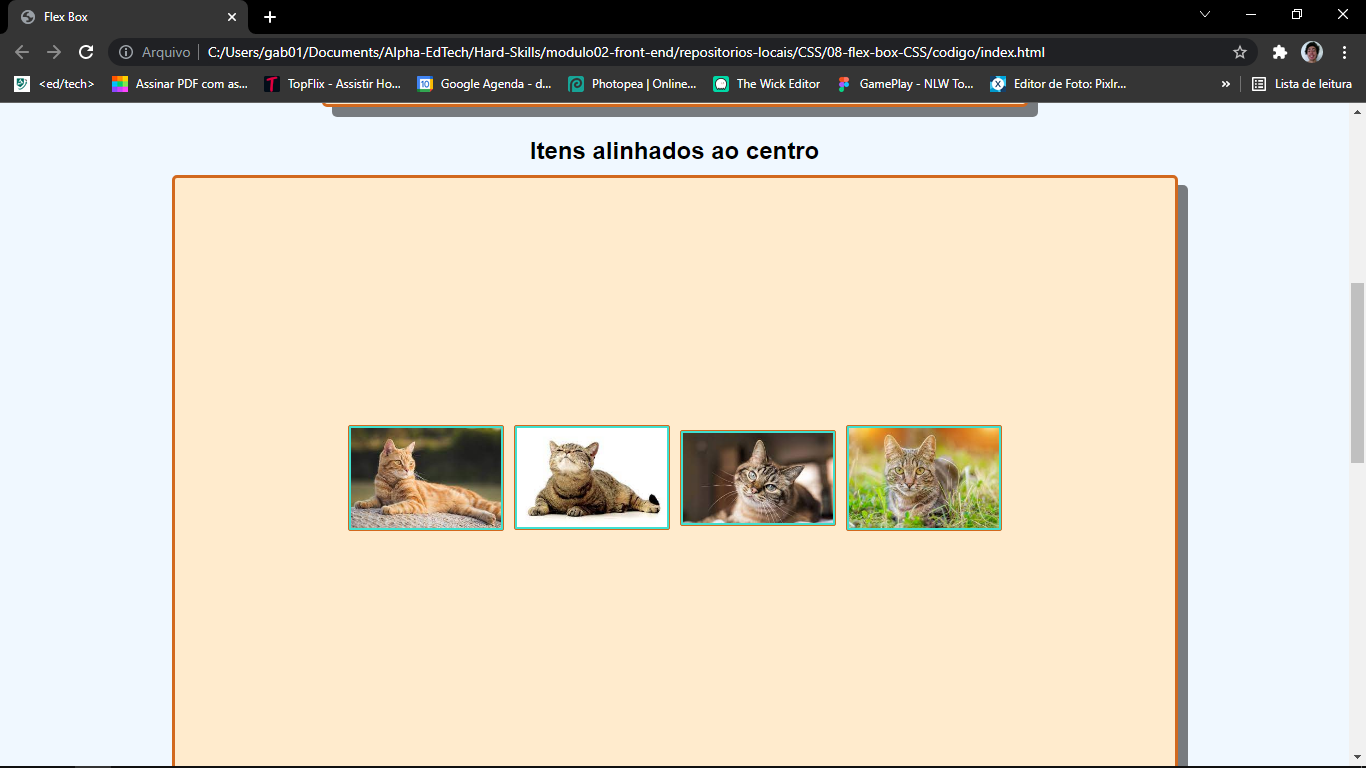 Flex Box
Arquivo C:/Users/gab01/Documents/Alpha-EdTech/Hard-Skills/modulo02-front-end/repositorios-locais/CSS/08-flex-box-CSS/codigo/index.html
<ed/tech> Assinar PDF com as... TopFlix - Assistir Ho... 10 Google Agenda - d... Photopea | Online... The Wick Editor GamePlay - NLW To... Editor de Foto: Pixlr... » Lista de leitura
Itens alinhados ao centro